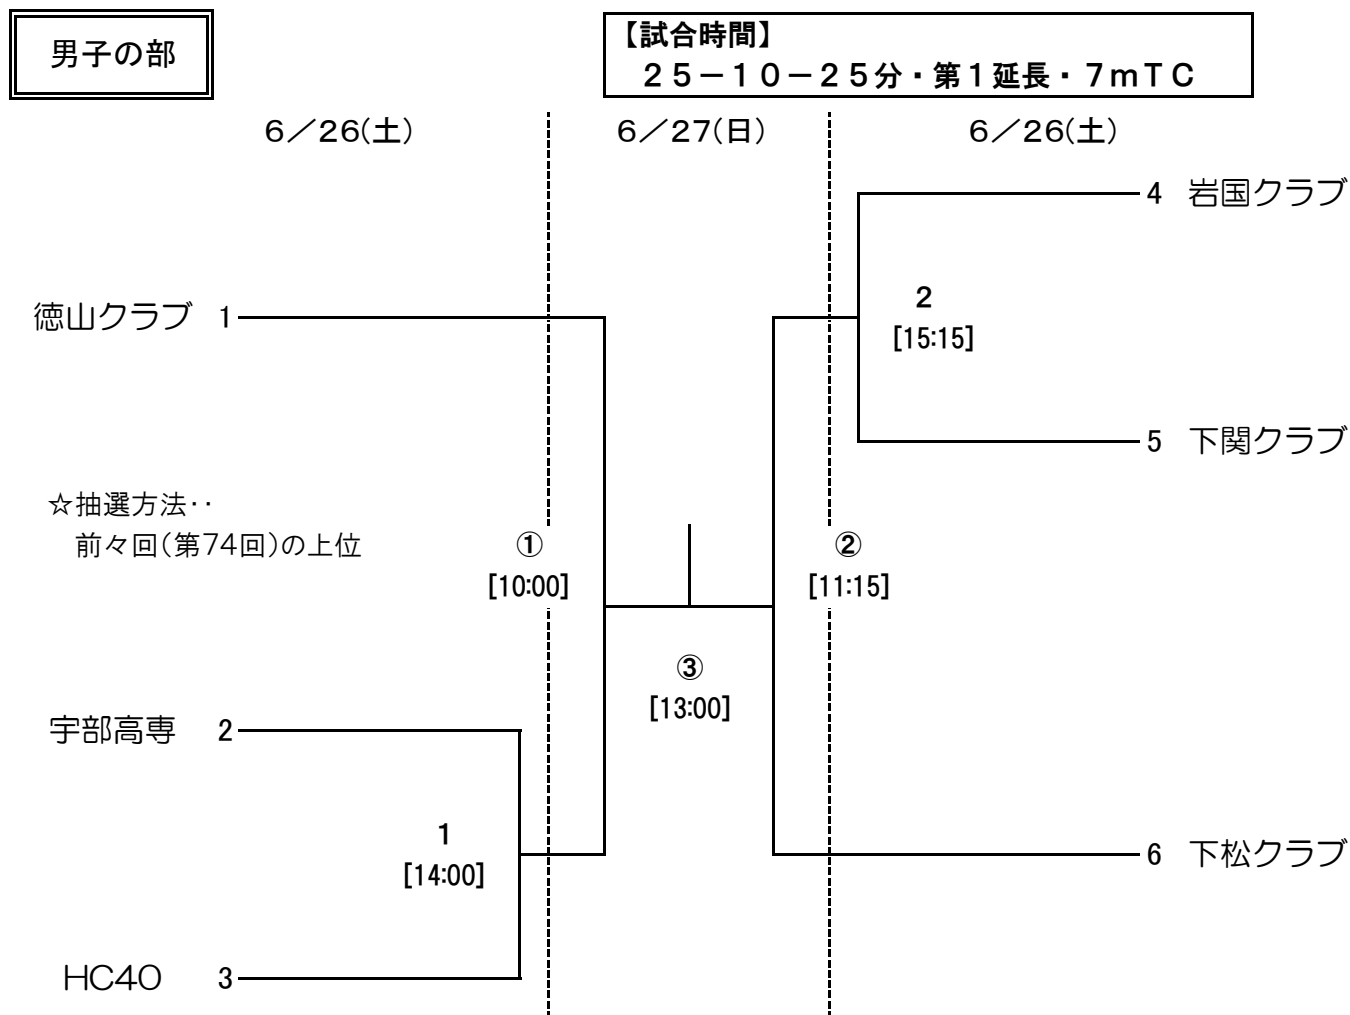 男子の部
【試合時間】
２５－１０－２５分・第１延長・７ｍＴＣ
６／２６(土)
６／２７(日)
６／２６(土)
4 岩国クラブ
徳山クラブ 1
2
[15:15]
5 下関クラブ
☆抽選方法‥
前々回(第74回)の上位
①
[10:00]
②
[11:15]
③
[13:00]
宇部高専 2
1
[14:00]
6 下松クラブ
HC40 3